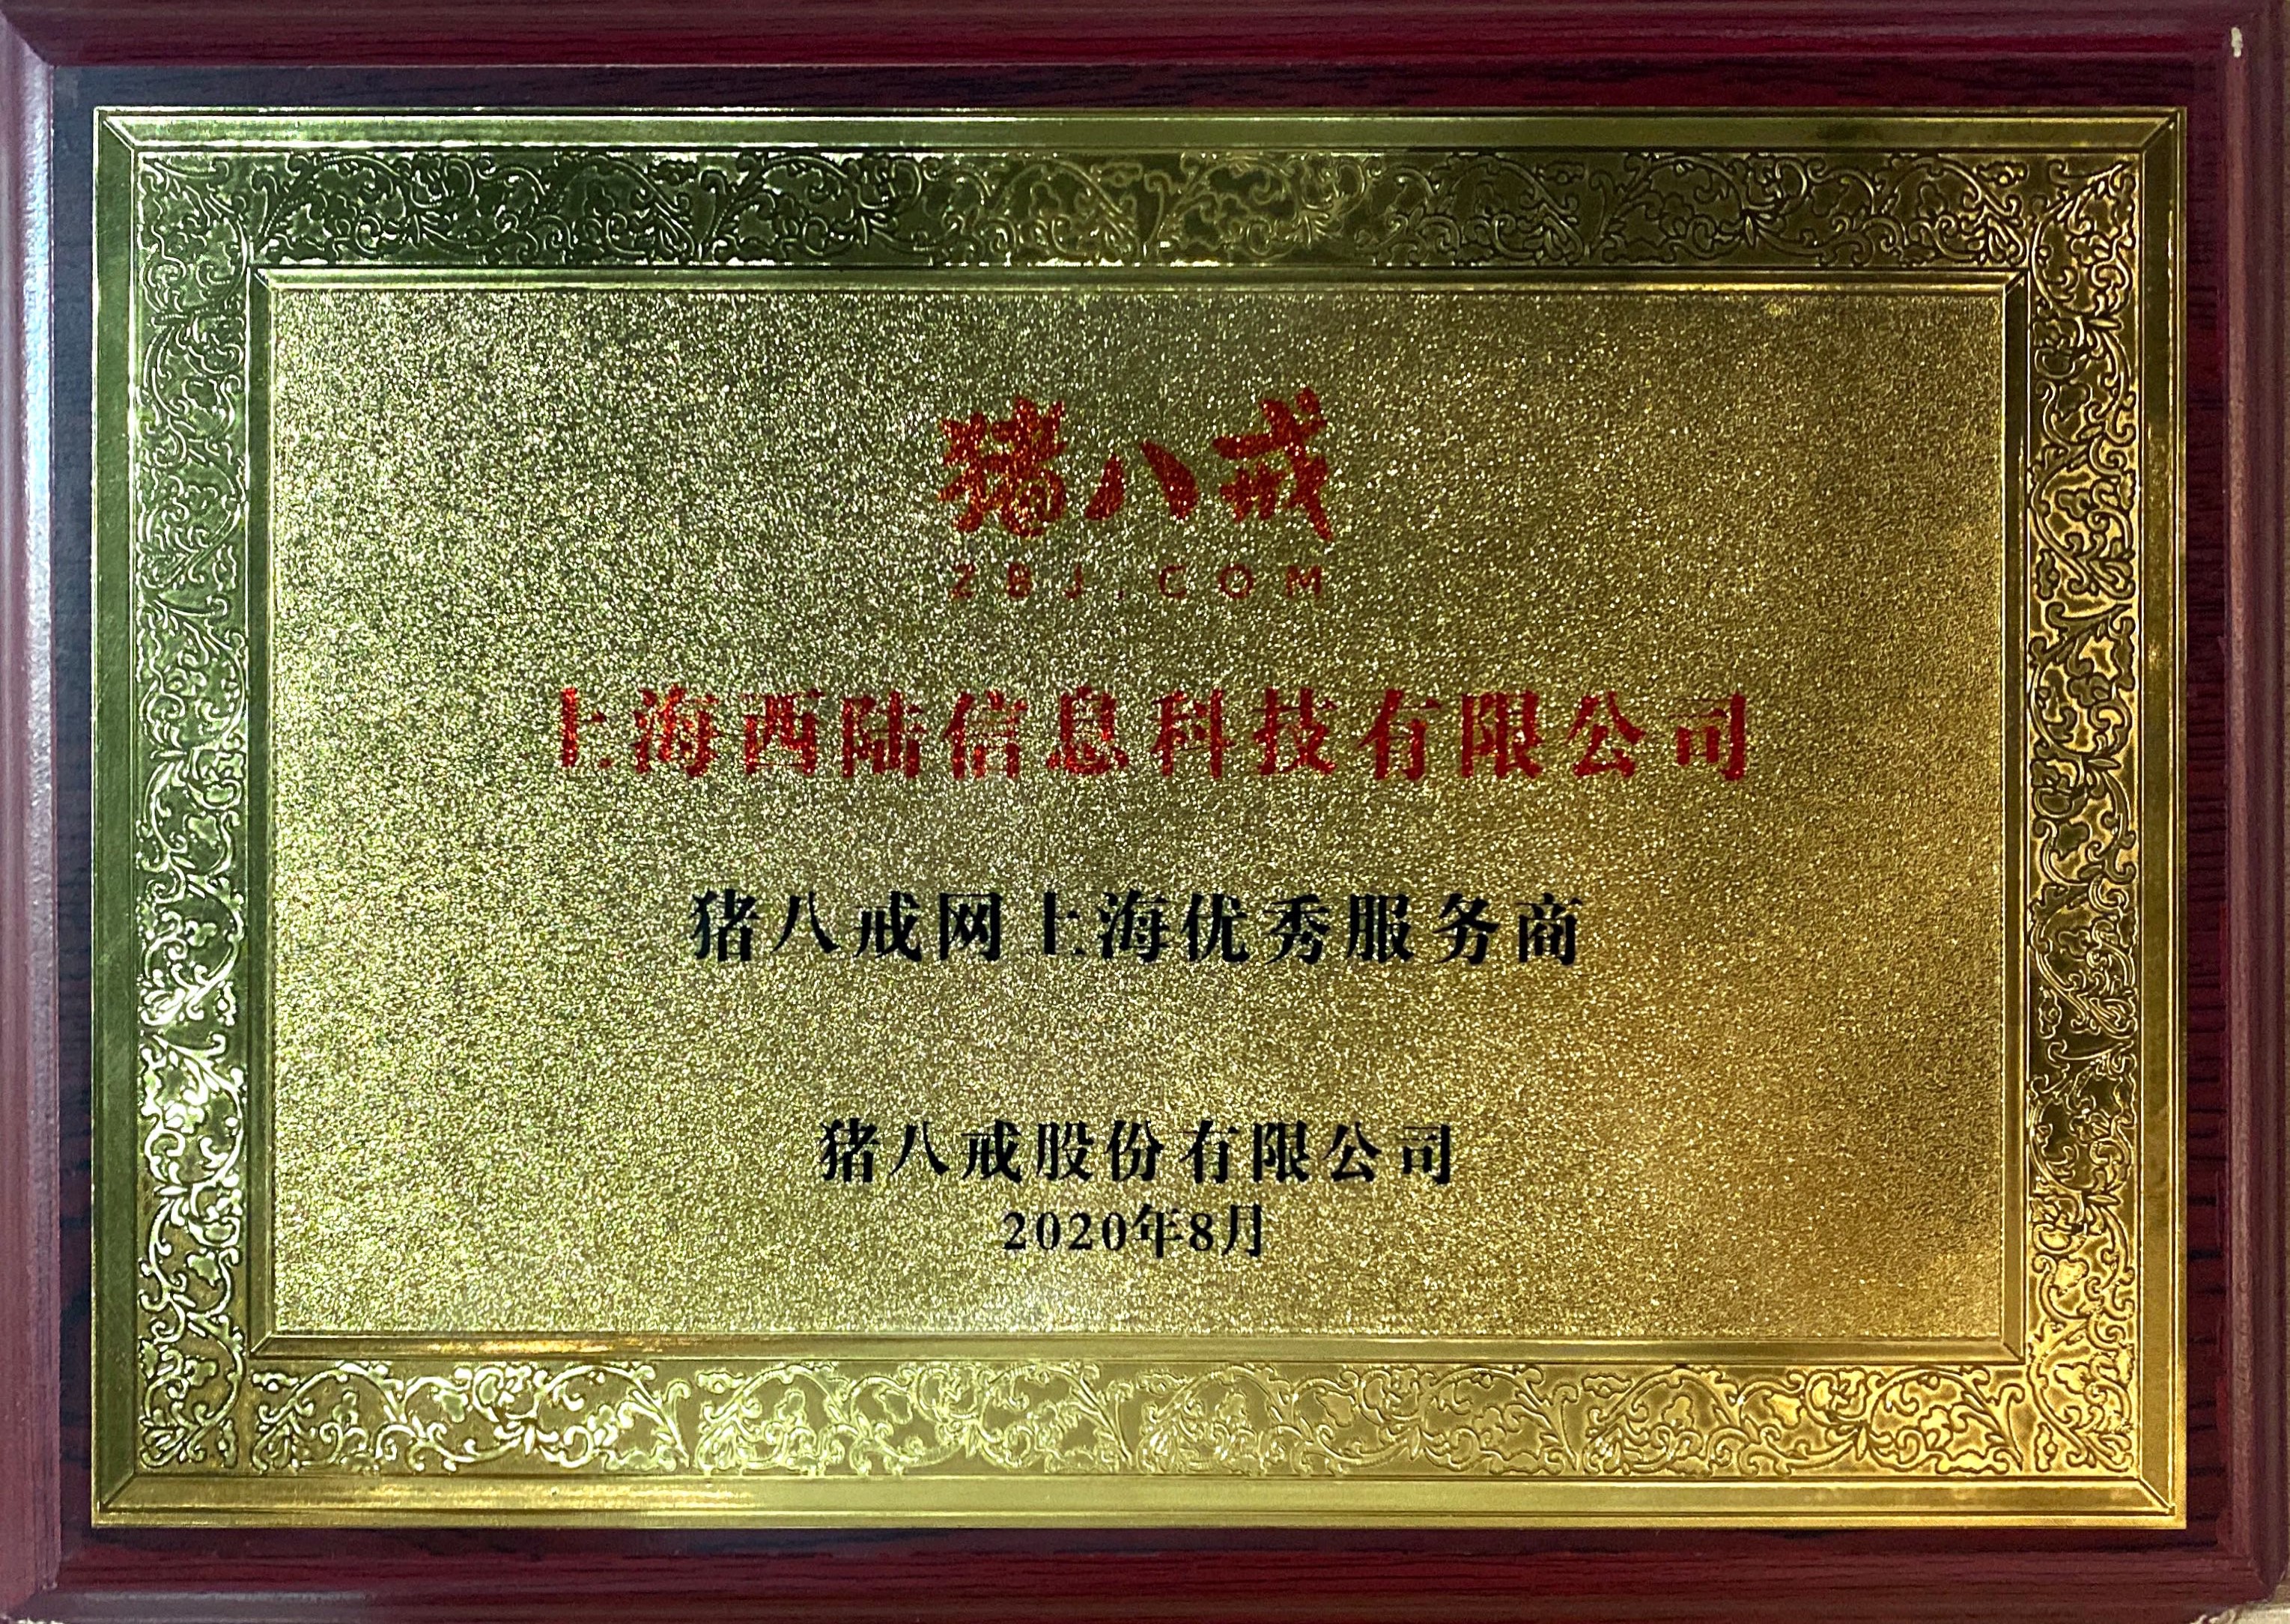 猪八戒
ZBJ.COM
上海西陆信息科技有限公司
猪八戒网上海优秀服务商
猪八戒股份有限公司
2020年8月